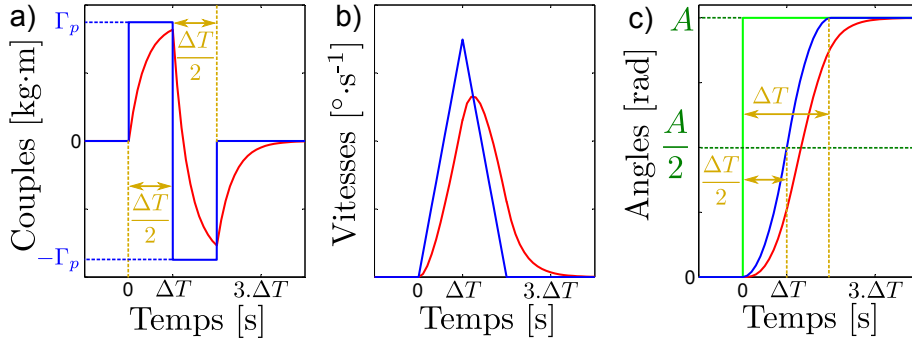 a)
Couples [kg·m]
Γp
0
−Γp
ΔT/2
ΔT/2
0 ΔT 3.ΔT
Temps [s]
b)
Vitesses [°·s-1]
0 ΔT 3.ΔT
Temps [s]
c)
Angles [rad]
A
A/2
0
ΔT
ΔT/2
0 ΔT 3.ΔT
Temps [s]